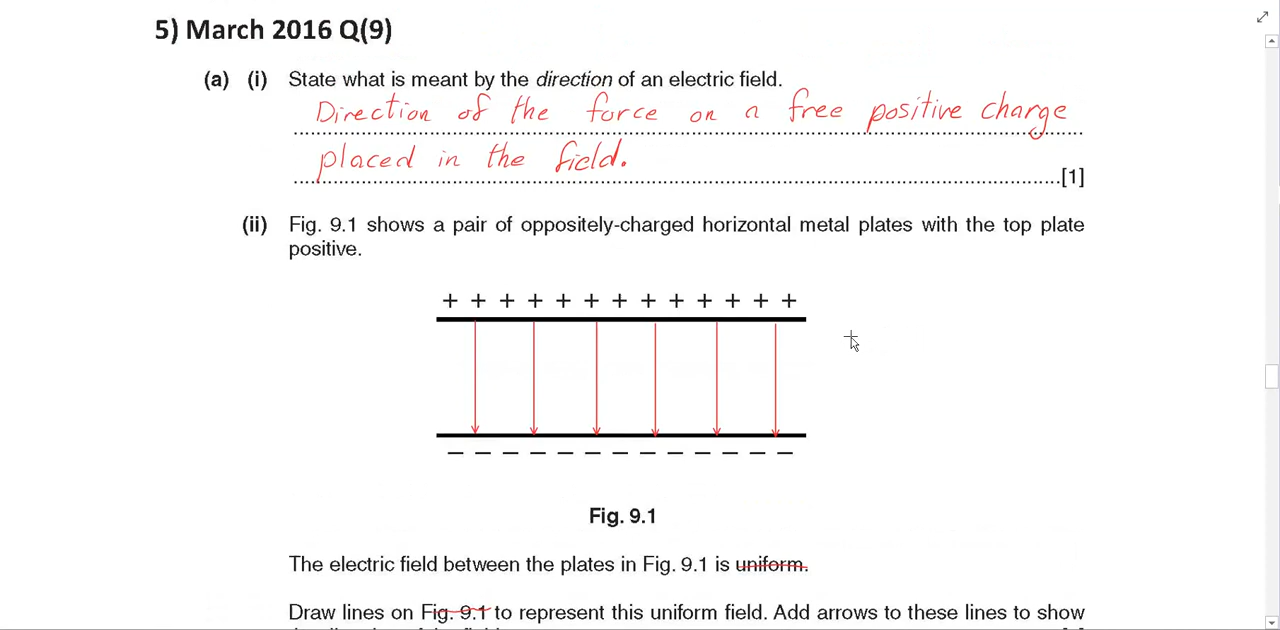 5) March 2016 Q(9)
(a) (i) State what is meant by the direction of an electric field.
Direction of the force on a free positive charge
placed in the field.
[1]
(ii) Fig. 9.1 shows a pair of oppositely-charged horizontal metal plates with the top plate
positive.
+ + + + + + + + + + + + +
– – – – – – – – – – – – –
Fig. 9.1
The electric field between the plates in Fig. 9.1 is uniform.
Draw lines on Fig. 9.1 to represent this uniform field. Add arrows to these lines to show